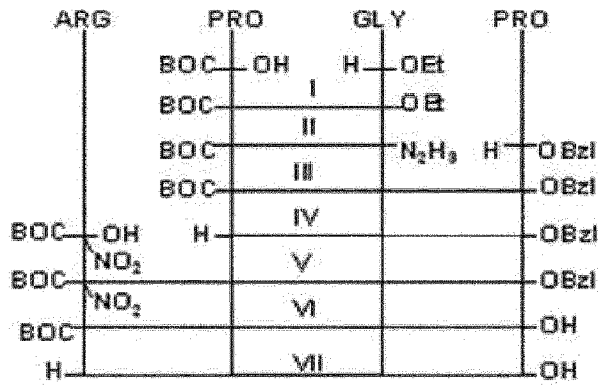 ARG PRO GLY PRO
BOC OH H OEt
I
BOC OEt
II
BOC N₂H₃ H OBzl
III
BOC OBzl
IV
BOC OH H OBzl
NO₂
V
BOC OBzl
NO₂
VI
BOC OH
VII
H OH